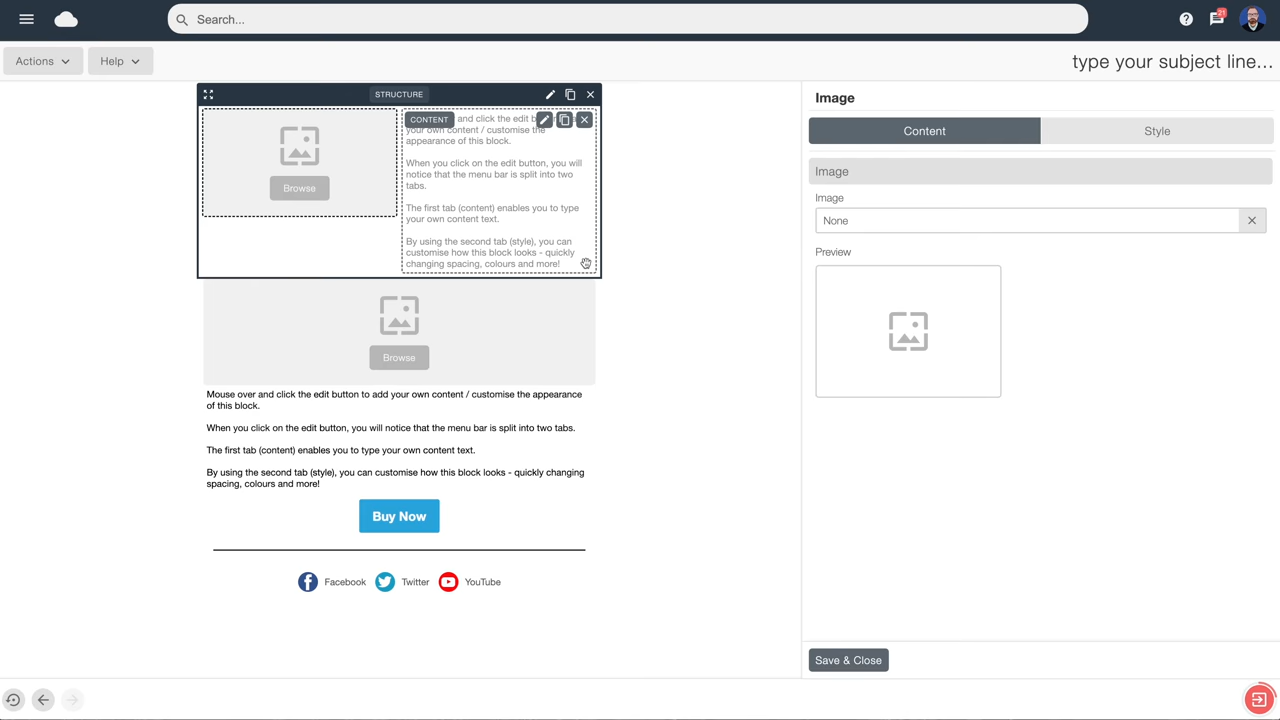 Search...
21
Actions
Help
type your subject line...
STRUCTURE
CONTENT
and click the edit b
your own content / customise the
appearance of this block.
When you click on the edit button, you will
notice that the menu bar is split into two
tabs.
The first tab (content) enables you to type
your own content text.
By using the second tab (style), you can
customise how this block looks - quickly
changing spacing, colours and more!
Browse
Browse
Mouse over and click the edit button to add your own content / customise the appearance
of this block.
When you click on the edit button, you will notice that the menu bar is split into two tabs.
The first tab (content) enables you to type your own content text.
By using the second tab (style), you can customise how this block looks - quickly changing
spacing, colours and more!
Buy Now
Facebook
Twitter
YouTube
Image
Content
Style
Image
Image
None
Preview
Save & Close